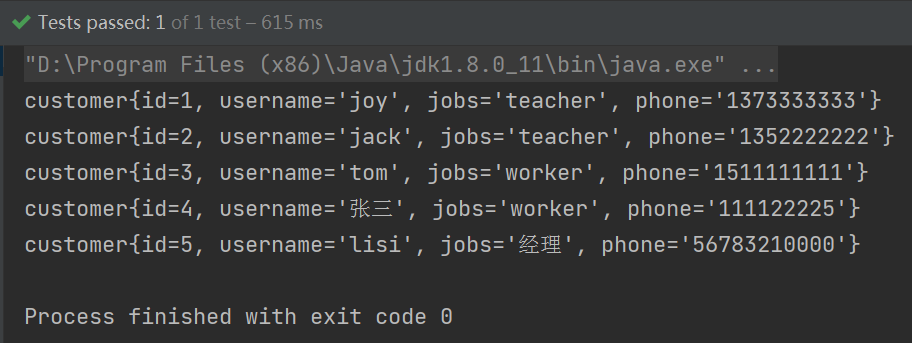 Tests passed: 1 of 1 test – 615 ms
"D:\Program Files (x86)\Java\jdk1.8.0_11\bin\java.exe" ...
customer{id=1, username='joy', jobs='teacher', phone='1373333333'}
customer{id=2, username='jack', jobs='teacher', phone='1352222222'}
customer{id=3, username='tom', jobs='worker', phone='1511111111'}
customer{id=4, username='张三', jobs='worker', phone='111122225'}
customer{id=5, username='lisi', jobs='经理', phone='56783210000'}
Process finished with exit code 0